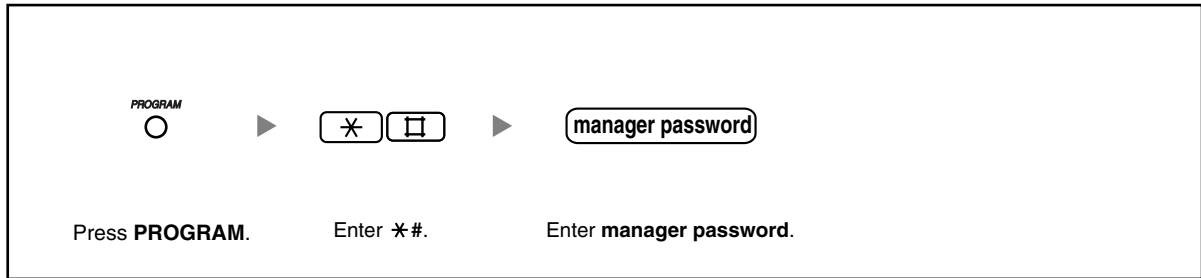 PROGRAM
manager password
Press PROGRAM.
Enter *#.
Enter manager password.